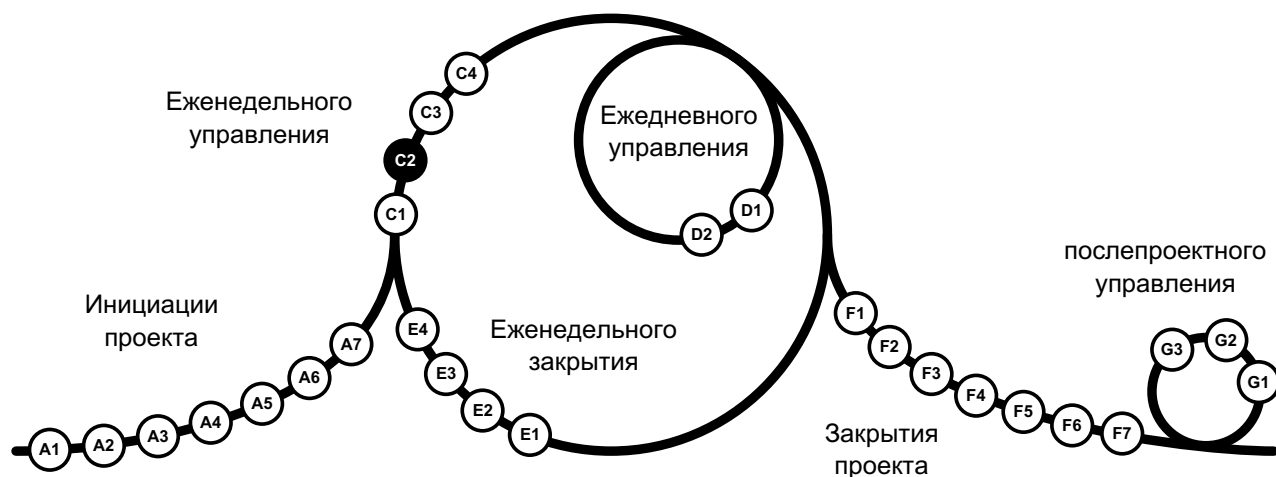 Еженедельного
управления
C4
C3
C2
C1
Ежедневного
управления
D1
D2
Инициации
проекта
A1
A2
A3
A4
A5
A6
A7
Еженедельного
закрытия
E4
E3
E2
E1
Закрытия
проекта
F1
F2
F3
F4
F5
F6
F7
послепроектного
управления
G3
G2
G1